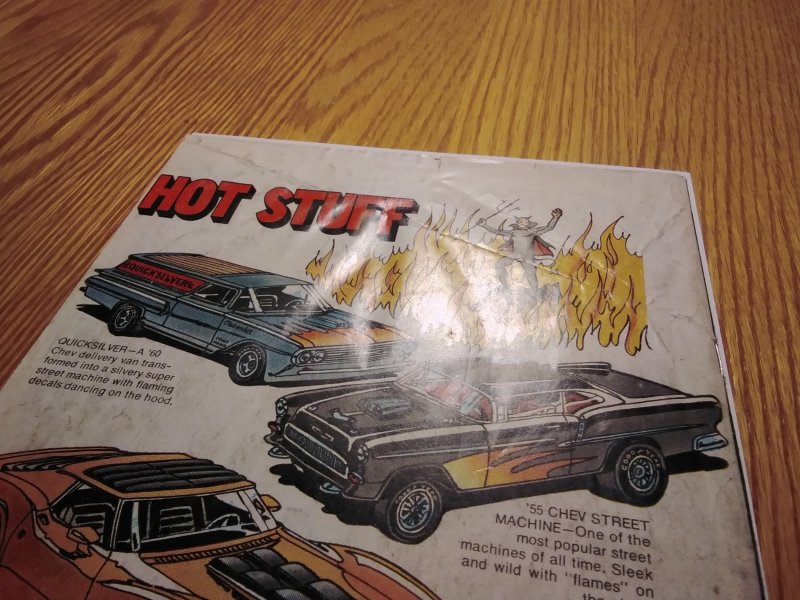 HOT STUFF
QUICKSILVER
QUICKSILVER—A '60
Chev delivery van trans-
formed into a silvery super
street machine with flaming
decals dancing on the hood.
'55 CHEV STREET
MACHINE—One of the
most popular street
machines of all time. Sleek
and wild with "flames" on